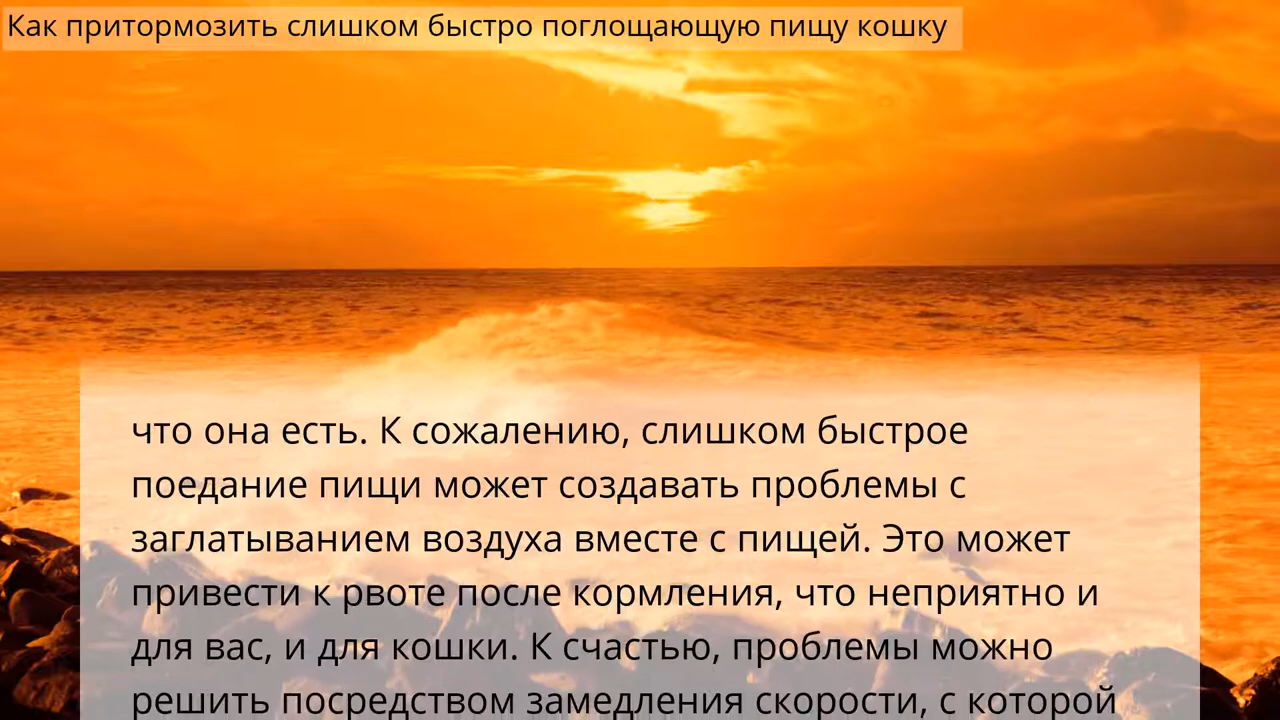 Как притормозить слишком быстро поглощающую пищу кошку
что она есть. К сожалению, слишком быстрое
поедание пищи может создавать проблемы с
заглатыванием воздуха вместе с пищей. Это может
привести к рвоте после кормления, что неприятно и
для вас, и для кошки. К счастью, проблемы можно
решить посредством замедления скорости, с которой